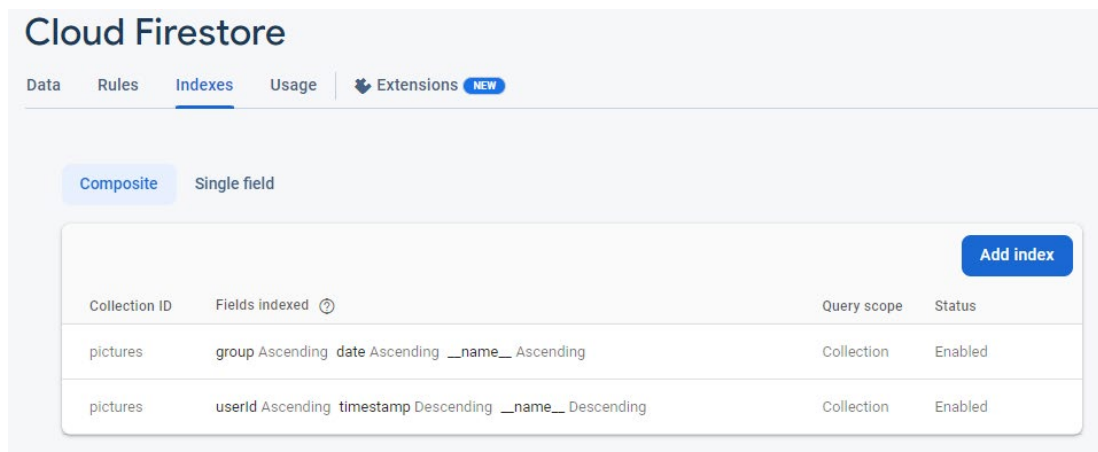 Cloud Firestore
Data Rules Indexes Usage Extensions NEW
Composite Single field
Add index
Collection ID Fields indexed ? Query scope Status
pictures group Ascending date Ascending __name__ Ascending Collection Enabled
pictures userId Ascending timestamp Descending __name__ Descending Collection Enabled